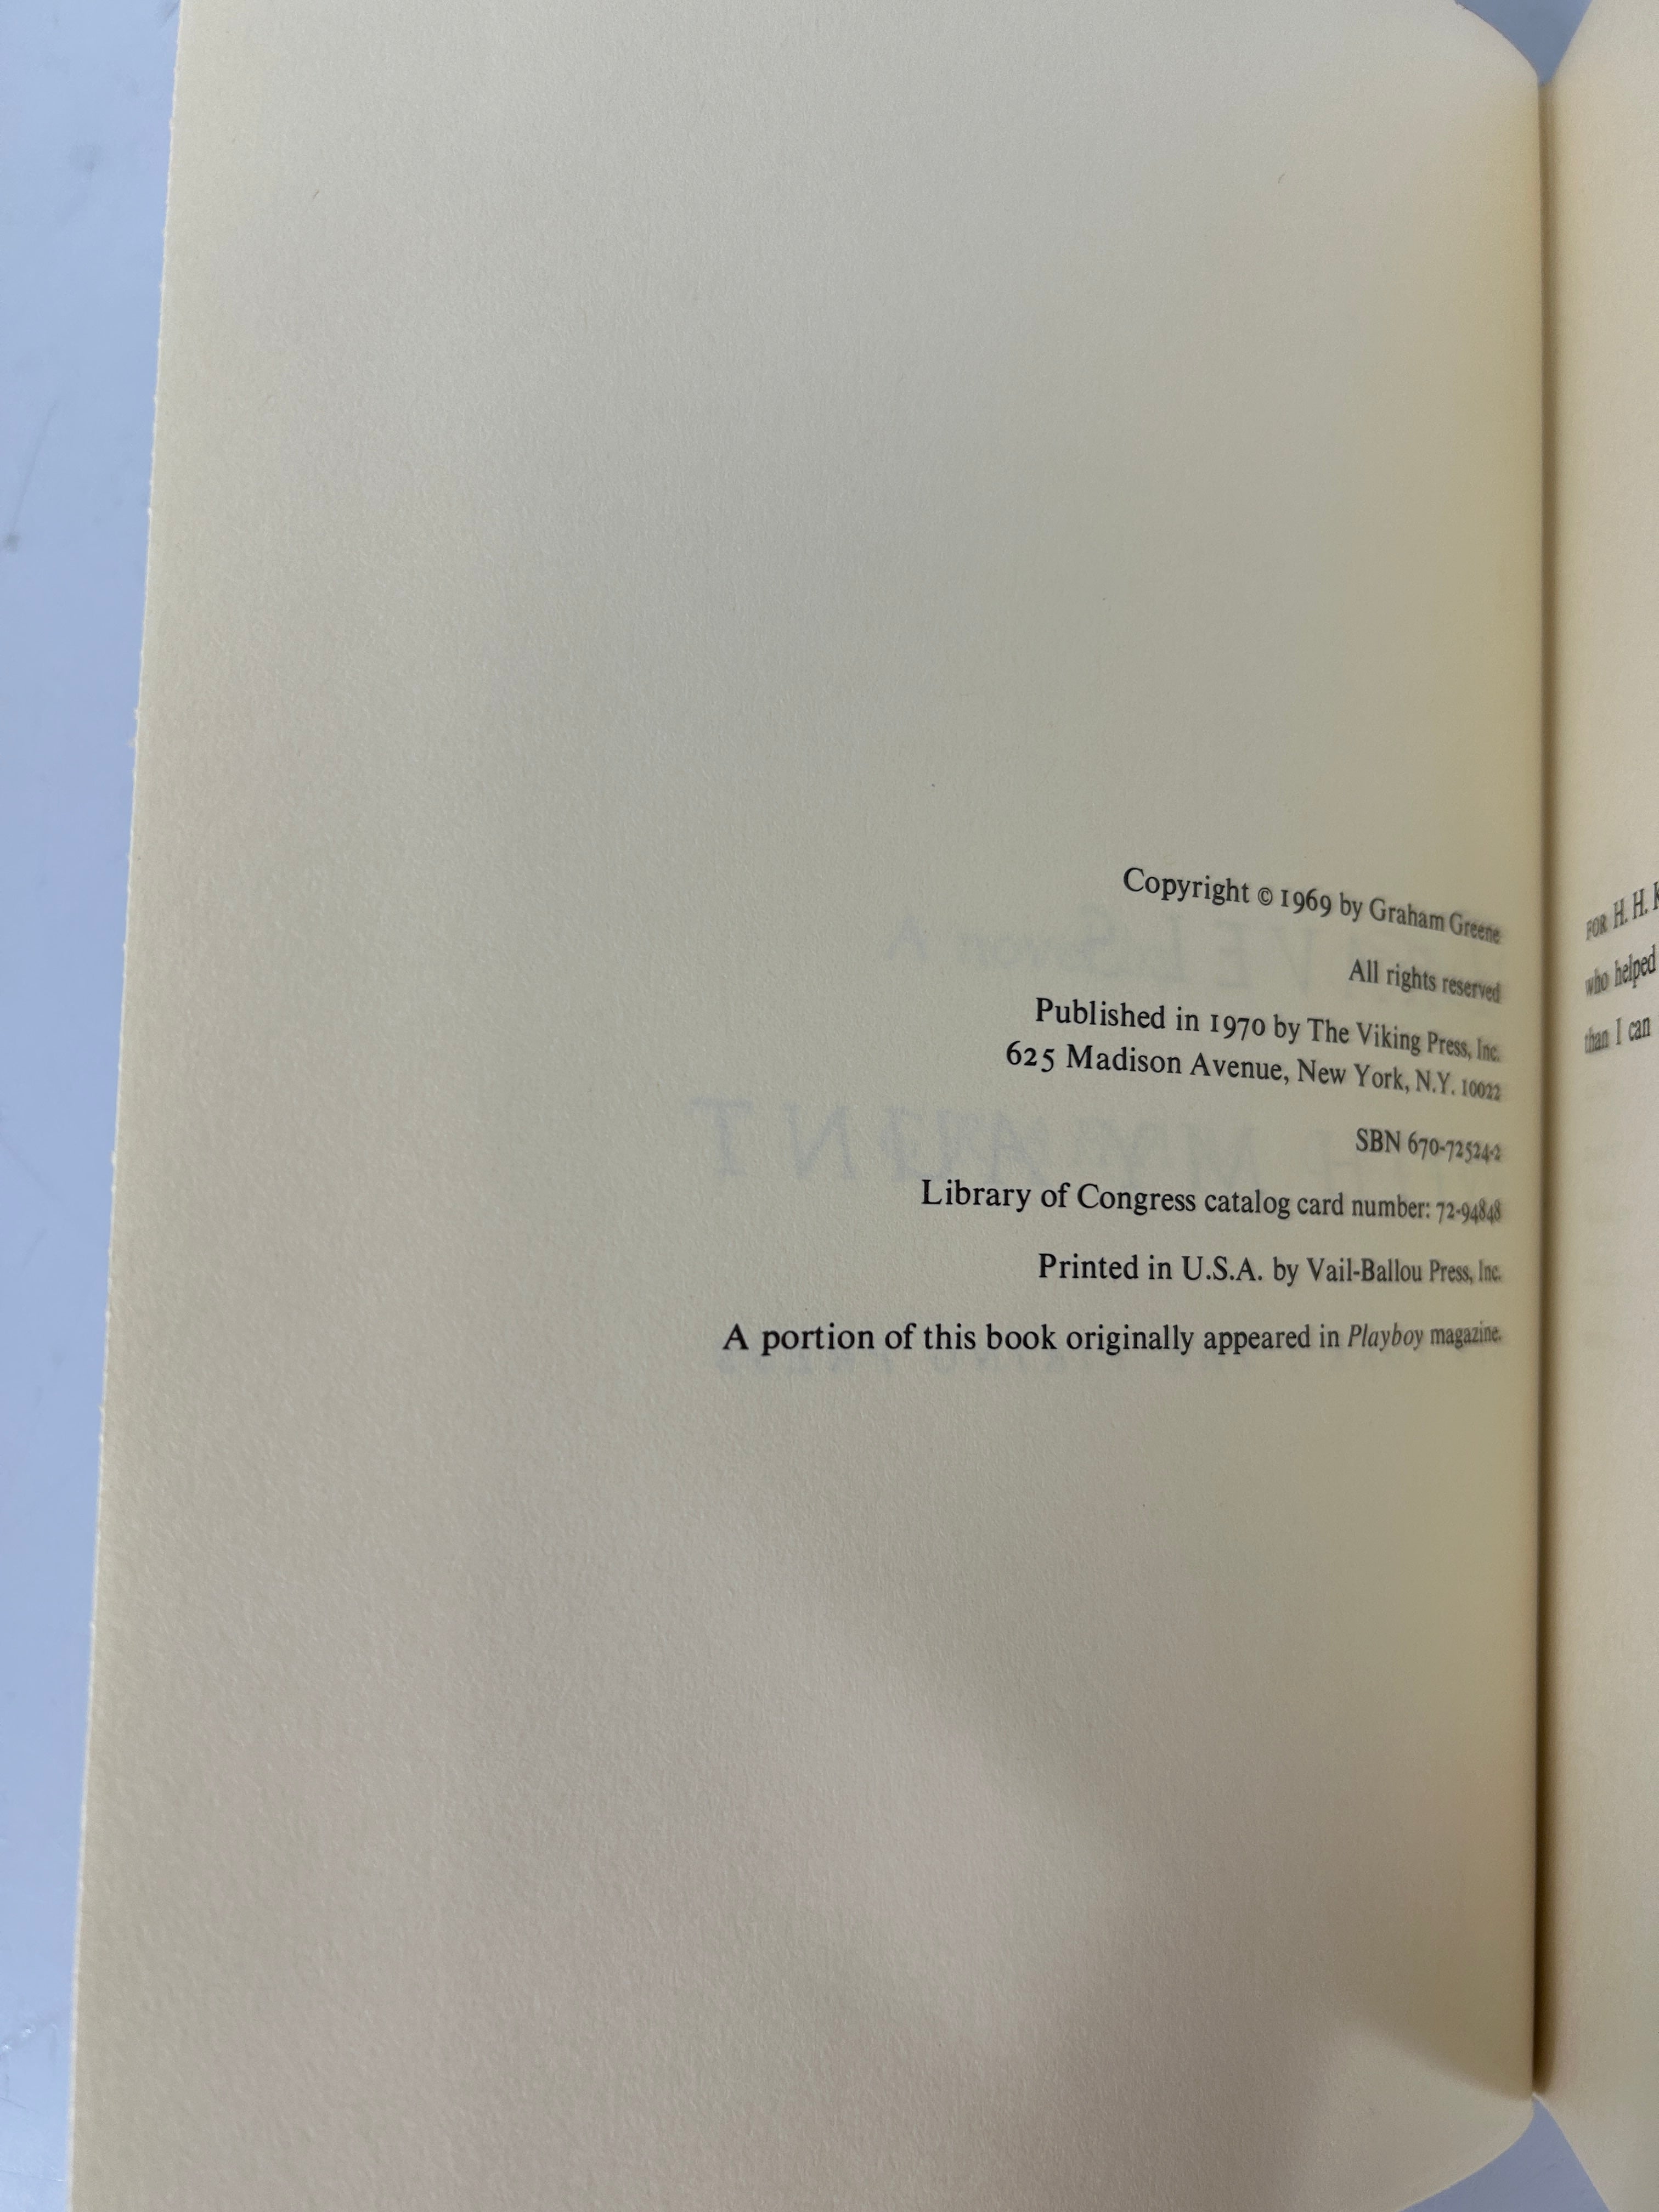 Copyright © 1969 by Graham Greene
All rights reserved
Published in 1970 by The Viking Press, Inc.
625 Madison Avenue, New York, N.Y. 10022
SBN 670-72524-2
Library of Congress catalog card number: 72-94848
Printed in U.S.A. by Vail-Ballou Press, Inc.
A portion of this book originally appeared in Playboy magazine.
FOR H. H. K
who helped
than I can